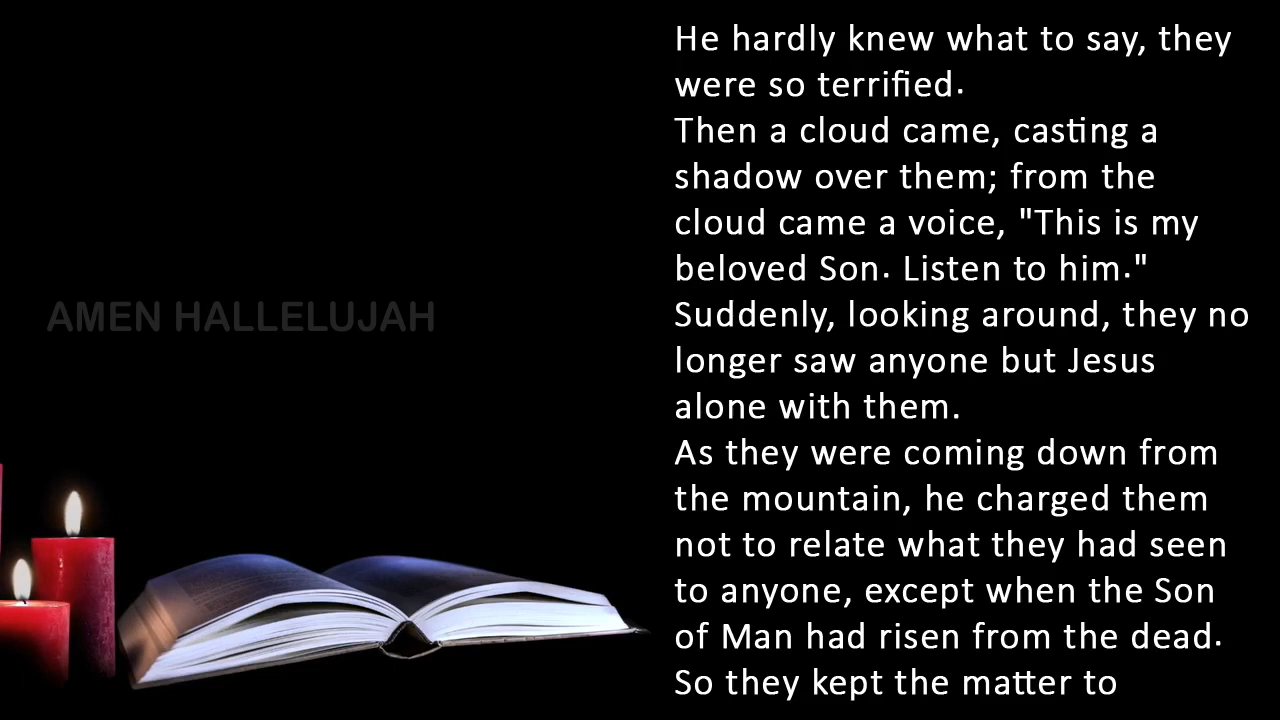 AMEN HALLELUJAH
He hardly knew what to say, they
were so terrified.
Then a cloud came, casting a
shadow over them; from the
cloud came a voice, "This is my
beloved Son. Listen to him."
Suddenly, looking around, they no
longer saw anyone but Jesus
alone with them.
As they were coming down from
the mountain, he charged them
not to relate what they had seen
to anyone, except when the Son
of Man had risen from the dead.
So they kept the matter to